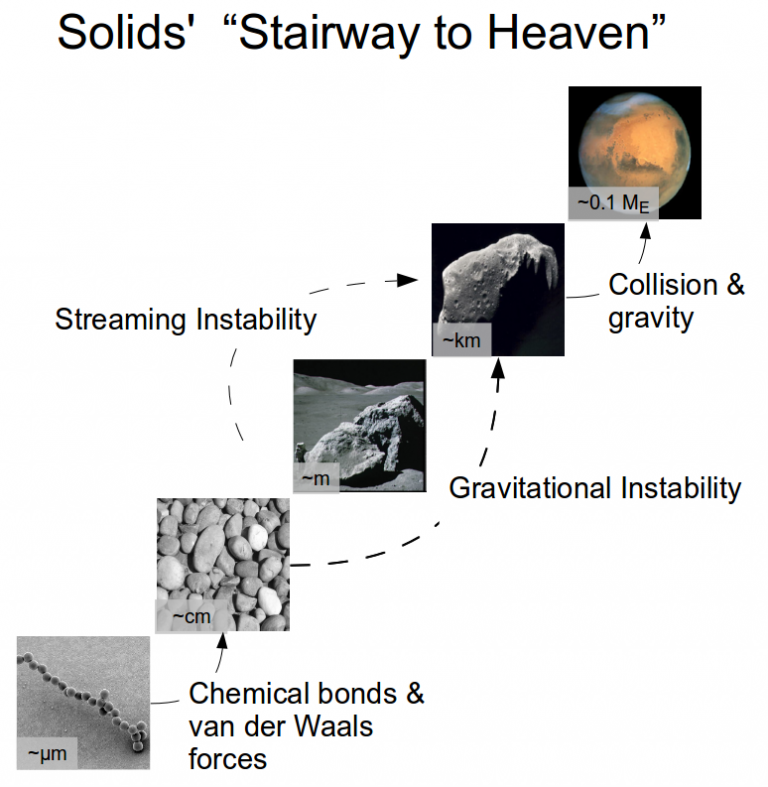 Solids' “Stairway to Heaven”
~0.1 ME
Collision &
gravity
~km
Streaming Instability
~m
Gravitational Instability
~cm
Chemical bonds &
van der Waals
forces
~μm